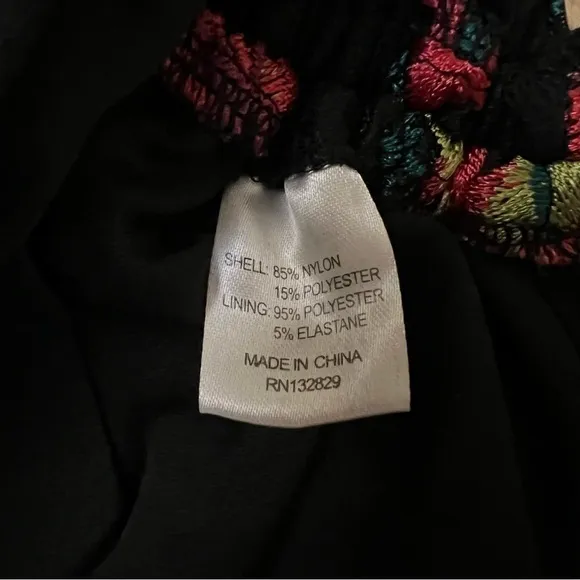 SHELL: 85% NYLON
15% POLYESTER
LINING: 95% POLYESTER
5% ELASTANE
MADE IN CHINA
RN132829